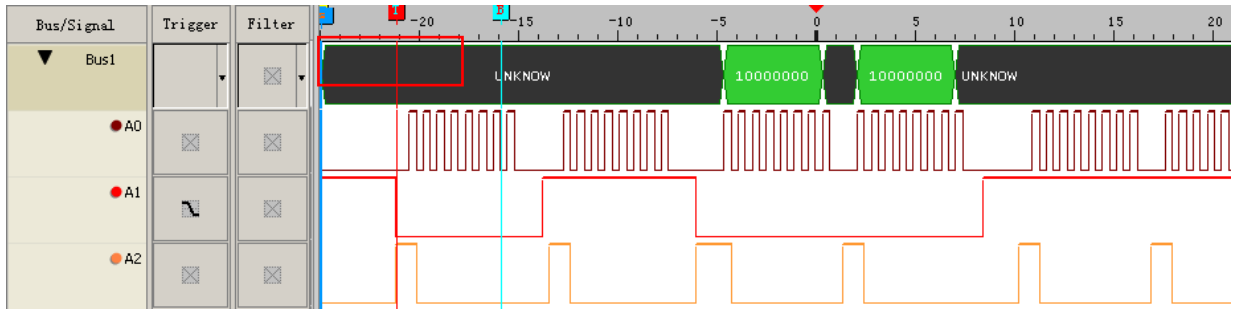 Bus/Signal Trigger Filter T -20 B -15 -10 -5 0 5 10 15 20
Bus1 UNKNOW 10000000 10000000 UNKNOW
A0
A1
A2